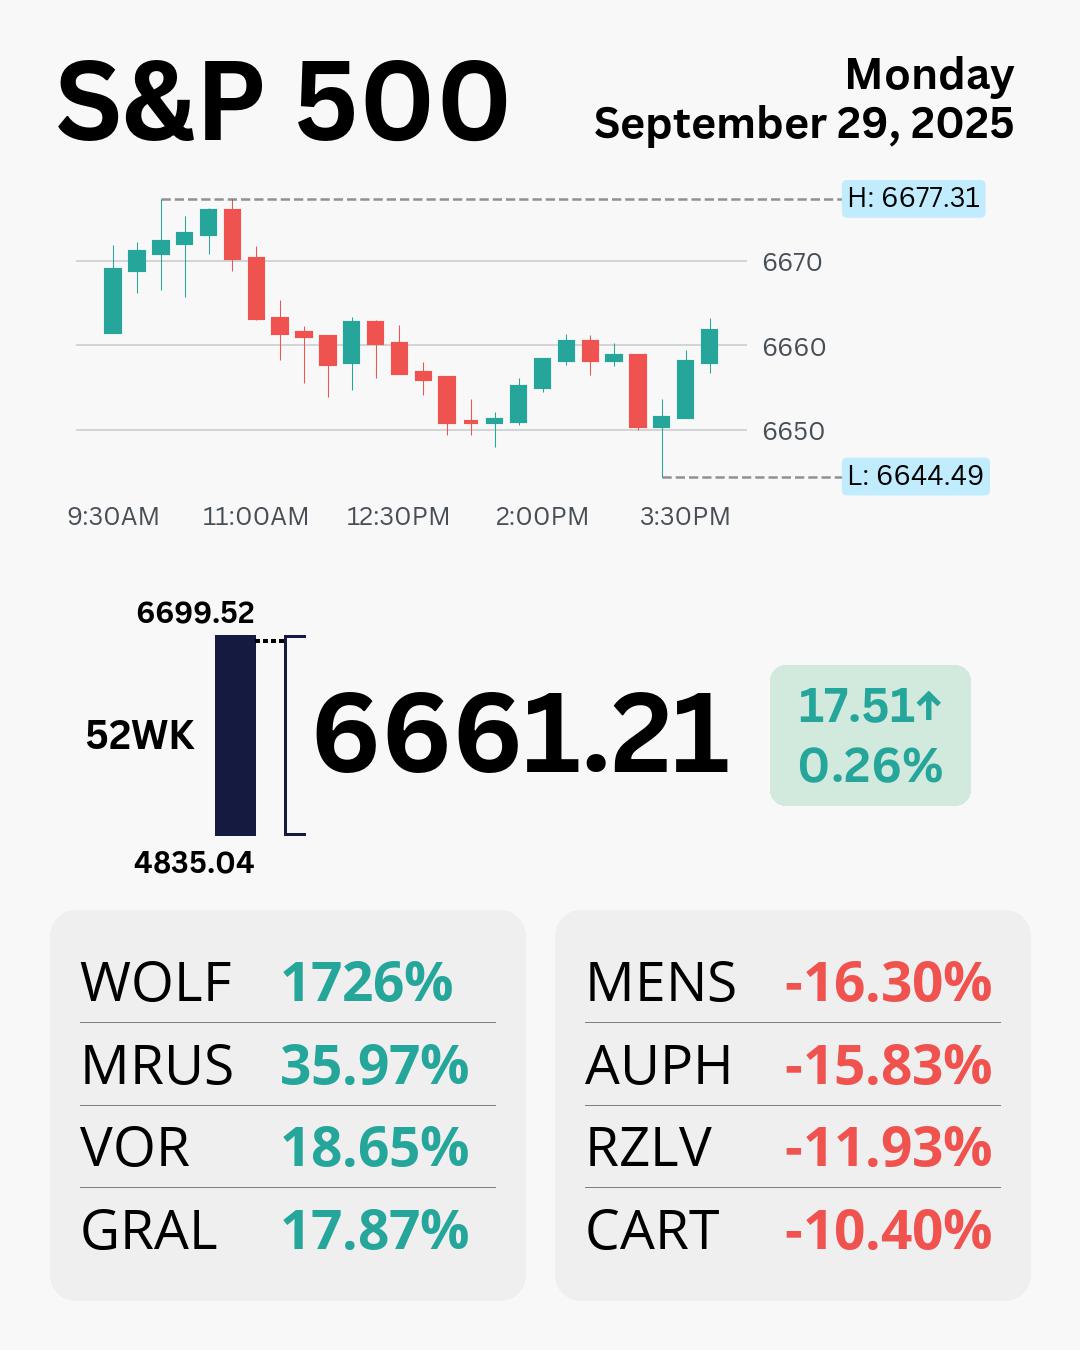 S&P 500
Monday
September 29, 2025
H: 6677.31
6670
6660
6650
L: 6644.49
9:30AM 11:00AM 12:30PM 2:00PM 3:30PM
6699.52
52WK
6661.21
17.51↑
0.26%
4835.04
WOLF 1726%
MRUS 35.97%
VOR 18.65%
GRAL 17.87%
MENS -16.30%
AUPH -15.83%
RZLV -11.93%
CART -10.40%